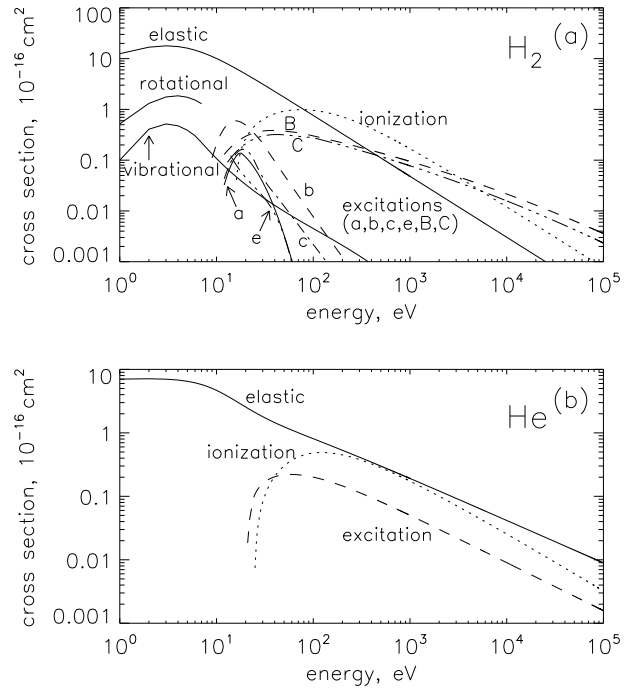 100
10
1
0.1
0.01
0.001
cross section, 10⁻¹⁶ cm²
elastic
rotational
vibrational
ionization
B
C
b
a
e
c
excitations
(a,b,c,e,B,C)
H₂ (a)
10⁰ 10¹ 10² 10³ 10⁴ 10⁵
energy, eV
10
1
0.1
0.01
0.001
cross section, 10⁻¹⁶ cm²
elastic
ionization
excitation
He (b)
10⁰ 10¹ 10² 10³ 10⁴ 10⁵
energy, eV